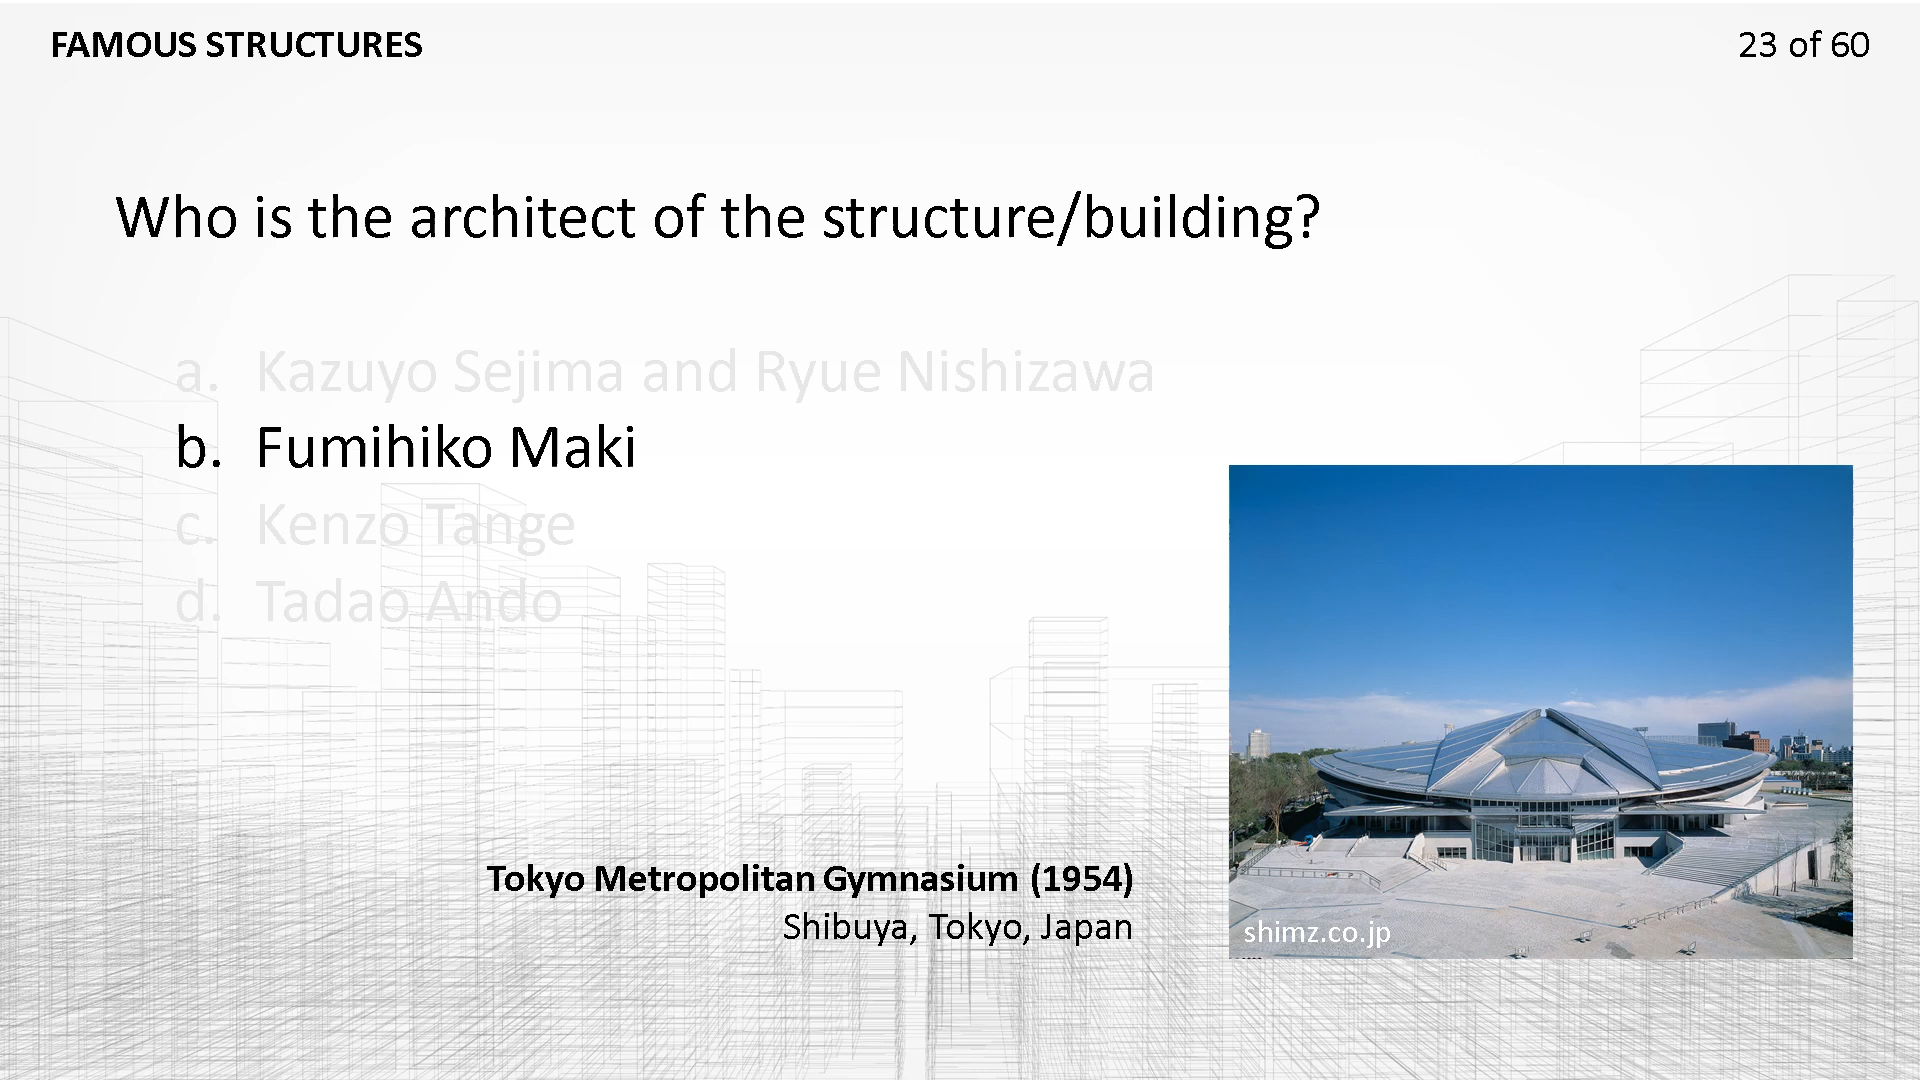 FAMOUS STRUCTURES
23 of 60
Who is the architect of the structure/building?
a. Kazuyo Sejima and Ryue Nishizawa
b. Fumihiko Maki
c. Kenzo Tange
d. Tadao Ando
Tokyo Metropolitan Gymnasium (1954)
Shibuya, Tokyo, Japan
shimz.co.jp